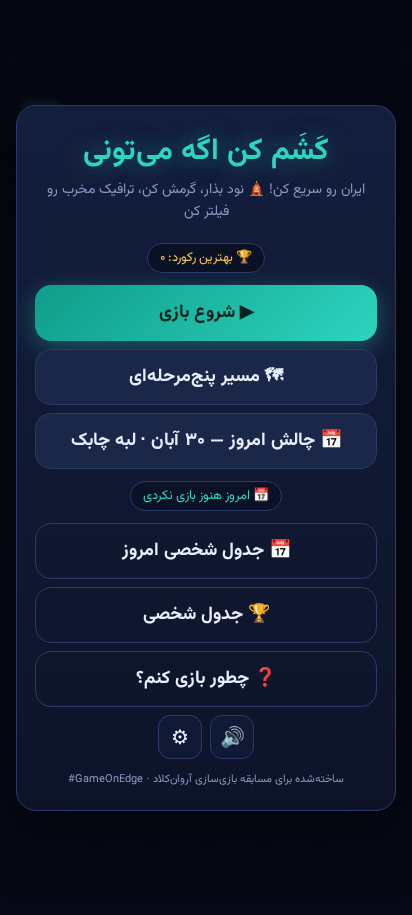 کَشَم کن اگه می‌تونی
ایران رو سریع کن! 🗼 نود بذار، گرمش کن، ترافیک مخرب رو
فیلتر کن
🏆 بهترین رکورد: ۰
▶ شروع بازی
🗺 مسیر پنج‌مرحله‌ای
📅 چالش امروز — ۳۰ آبان · لبه چابک
📅 امروز هنوز بازی نکردی
📅 جدول شخصی امروز
🏆 جدول شخصی
❓ چطور بازی کنم؟
ساخته‌شده برای مسابقه بازی‌سازی آروان‌کلاد · GameOnEdge#